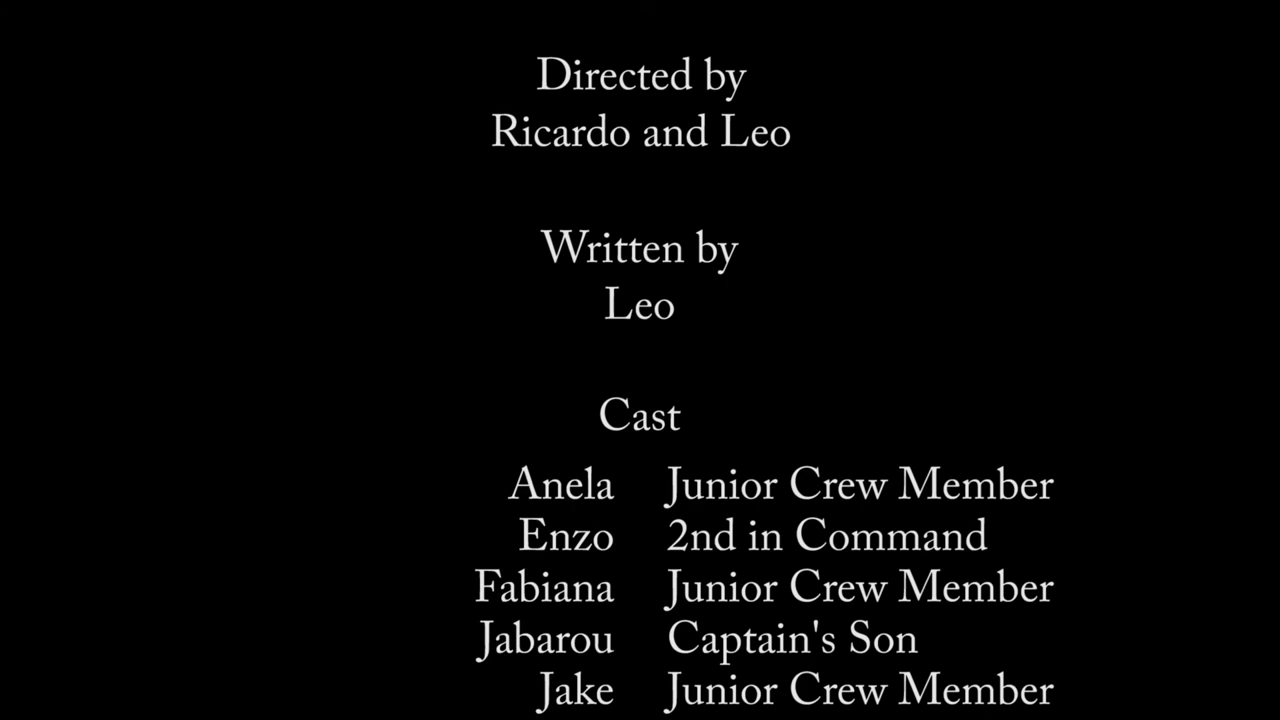 Directed by
Ricardo and Leo
Written by
Leo
Cast
Anela Junior Crew Member
Enzo 2nd in Command
Fabiana Junior Crew Member
Jabarou Captain's Son
Jake Junior Crew Member